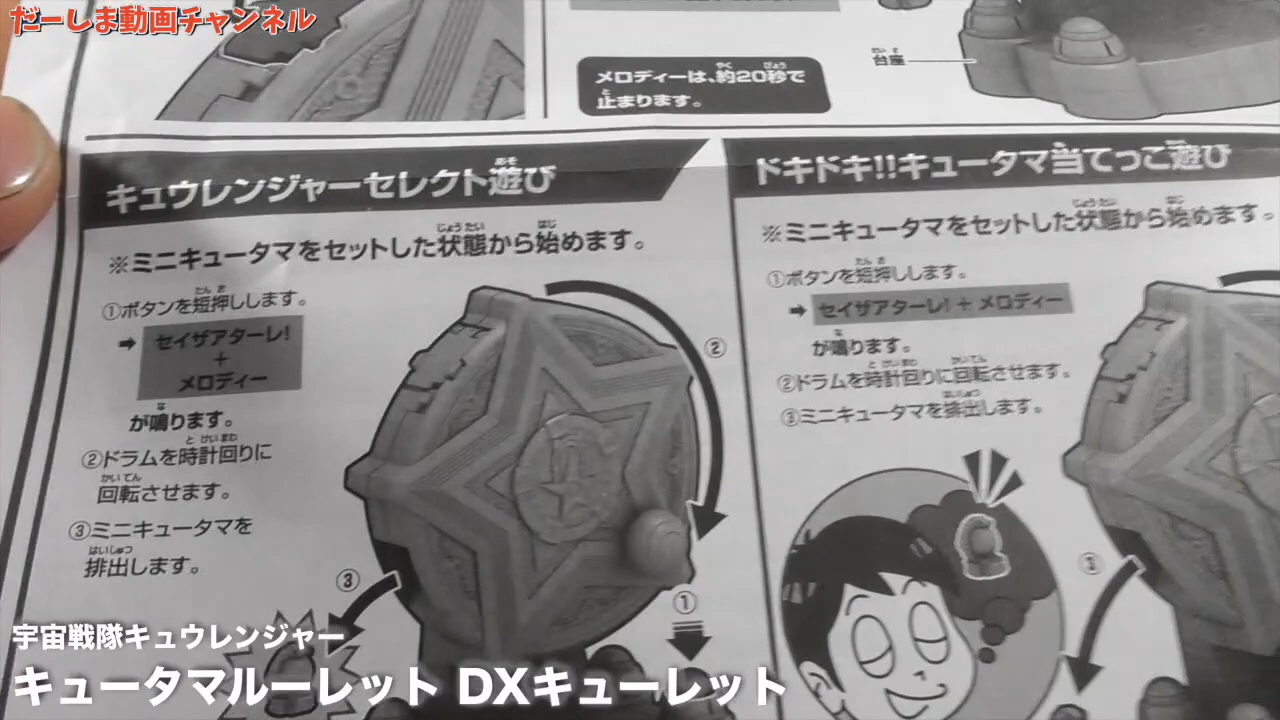 だーしま動画チャンネル
メロディーは、約20秒で
止まります。
台座
キュウレンジャーセレクト遊び
※ミニキュータマをセットした状態から始めます。
①ボタンを短押しします。
➡ セイザアターレ!
+
メロディー
が鳴ります。
②ドラムを時計回りに
回転させます。
③ミニキュータマを
排出します。
②
③
①
ドキドキ!!キュータマ当てっこ遊び
※ミニキュータマをセットした状態から始めます。
①ボタンを短押しします。
➡ セイザアターレ! + メロディー
が鳴ります。
②ドラムを時計回りに回転させます。
③ミニキュータマを排出します。
③
宇宙戦隊キュウレンジャー
キュータマルーレット DXキューレット